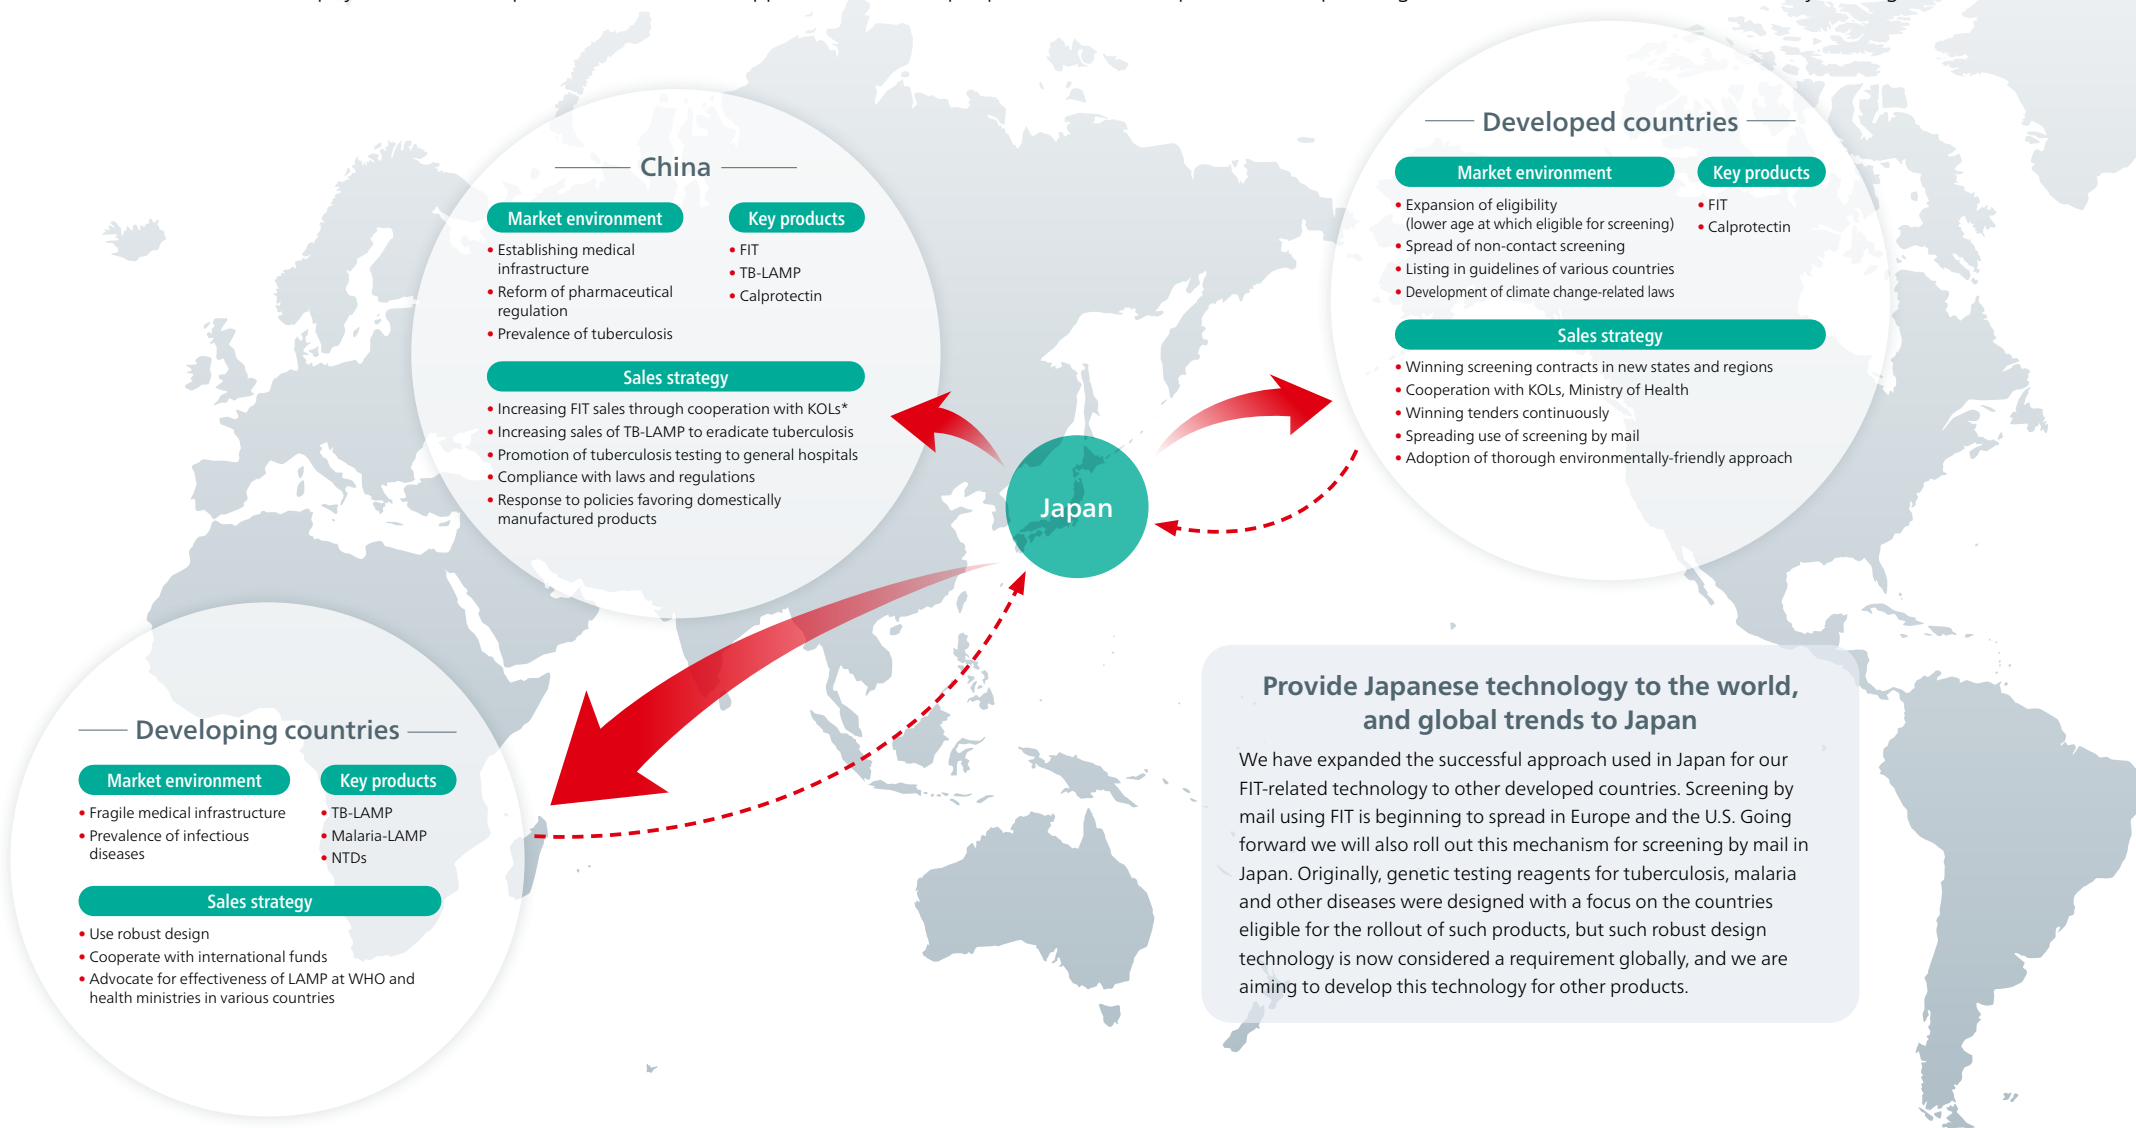 China
Market environment
• Establishing medical
infrastructure
• Reform of pharmaceutical
regulation
• Prevalence of tuberculosis
Key products
• FIT
• TB-LAMP
• Calprotectin
Sales strategy
• Increasing FIT sales through cooperation with KOLs*
• Increasing sales of TB-LAMP to eradicate tuberculosis
• Promotion of tuberculosis testing to general hospitals
• Compliance with laws and regulations
• Response to policies favoring domestically
manufactured products
Developed countries
Market environment
• Expansion of eligibility
(lower age at which eligible for screening)
• Spread of non-contact screening
• Listing in guidelines of various countries
• Development of climate change-related laws
Key products
• FIT
• Calprotectin
Sales strategy
• Winning screening contracts in new states and regions
• Cooperation with KOLs, Ministry of Health
• Winning tenders continuously
• Spreading use of screening by mail
• Adoption of thorough environmentally-friendly approach
Japan
Developing countries
Market environment
• Fragile medical infrastructure
• Prevalence of infectious
diseases
Key products
• TB-LAMP
• Malaria-LAMP
• NTDs
Sales strategy
• Use robust design
• Cooperate with international funds
• Advocate for effectiveness of LAMP at WHO and
health ministries in various countries
Provide Japanese technology to the world,
and global trends to Japan
We have expanded the successful approach used in Japan for our
FIT-related technology to other developed countries. Screening by
mail using FIT is beginning to spread in Europe and the U.S. Going
forward we will also roll out this mechanism for screening by mail in
Japan. Originally, genetic testing reagents for tuberculosis, malaria
and other diseases were designed with a focus on the countries
eligible for the rollout of such products, but such robust design
technology is now considered a requirement globally, and we are
aiming to develop this technology for other products.